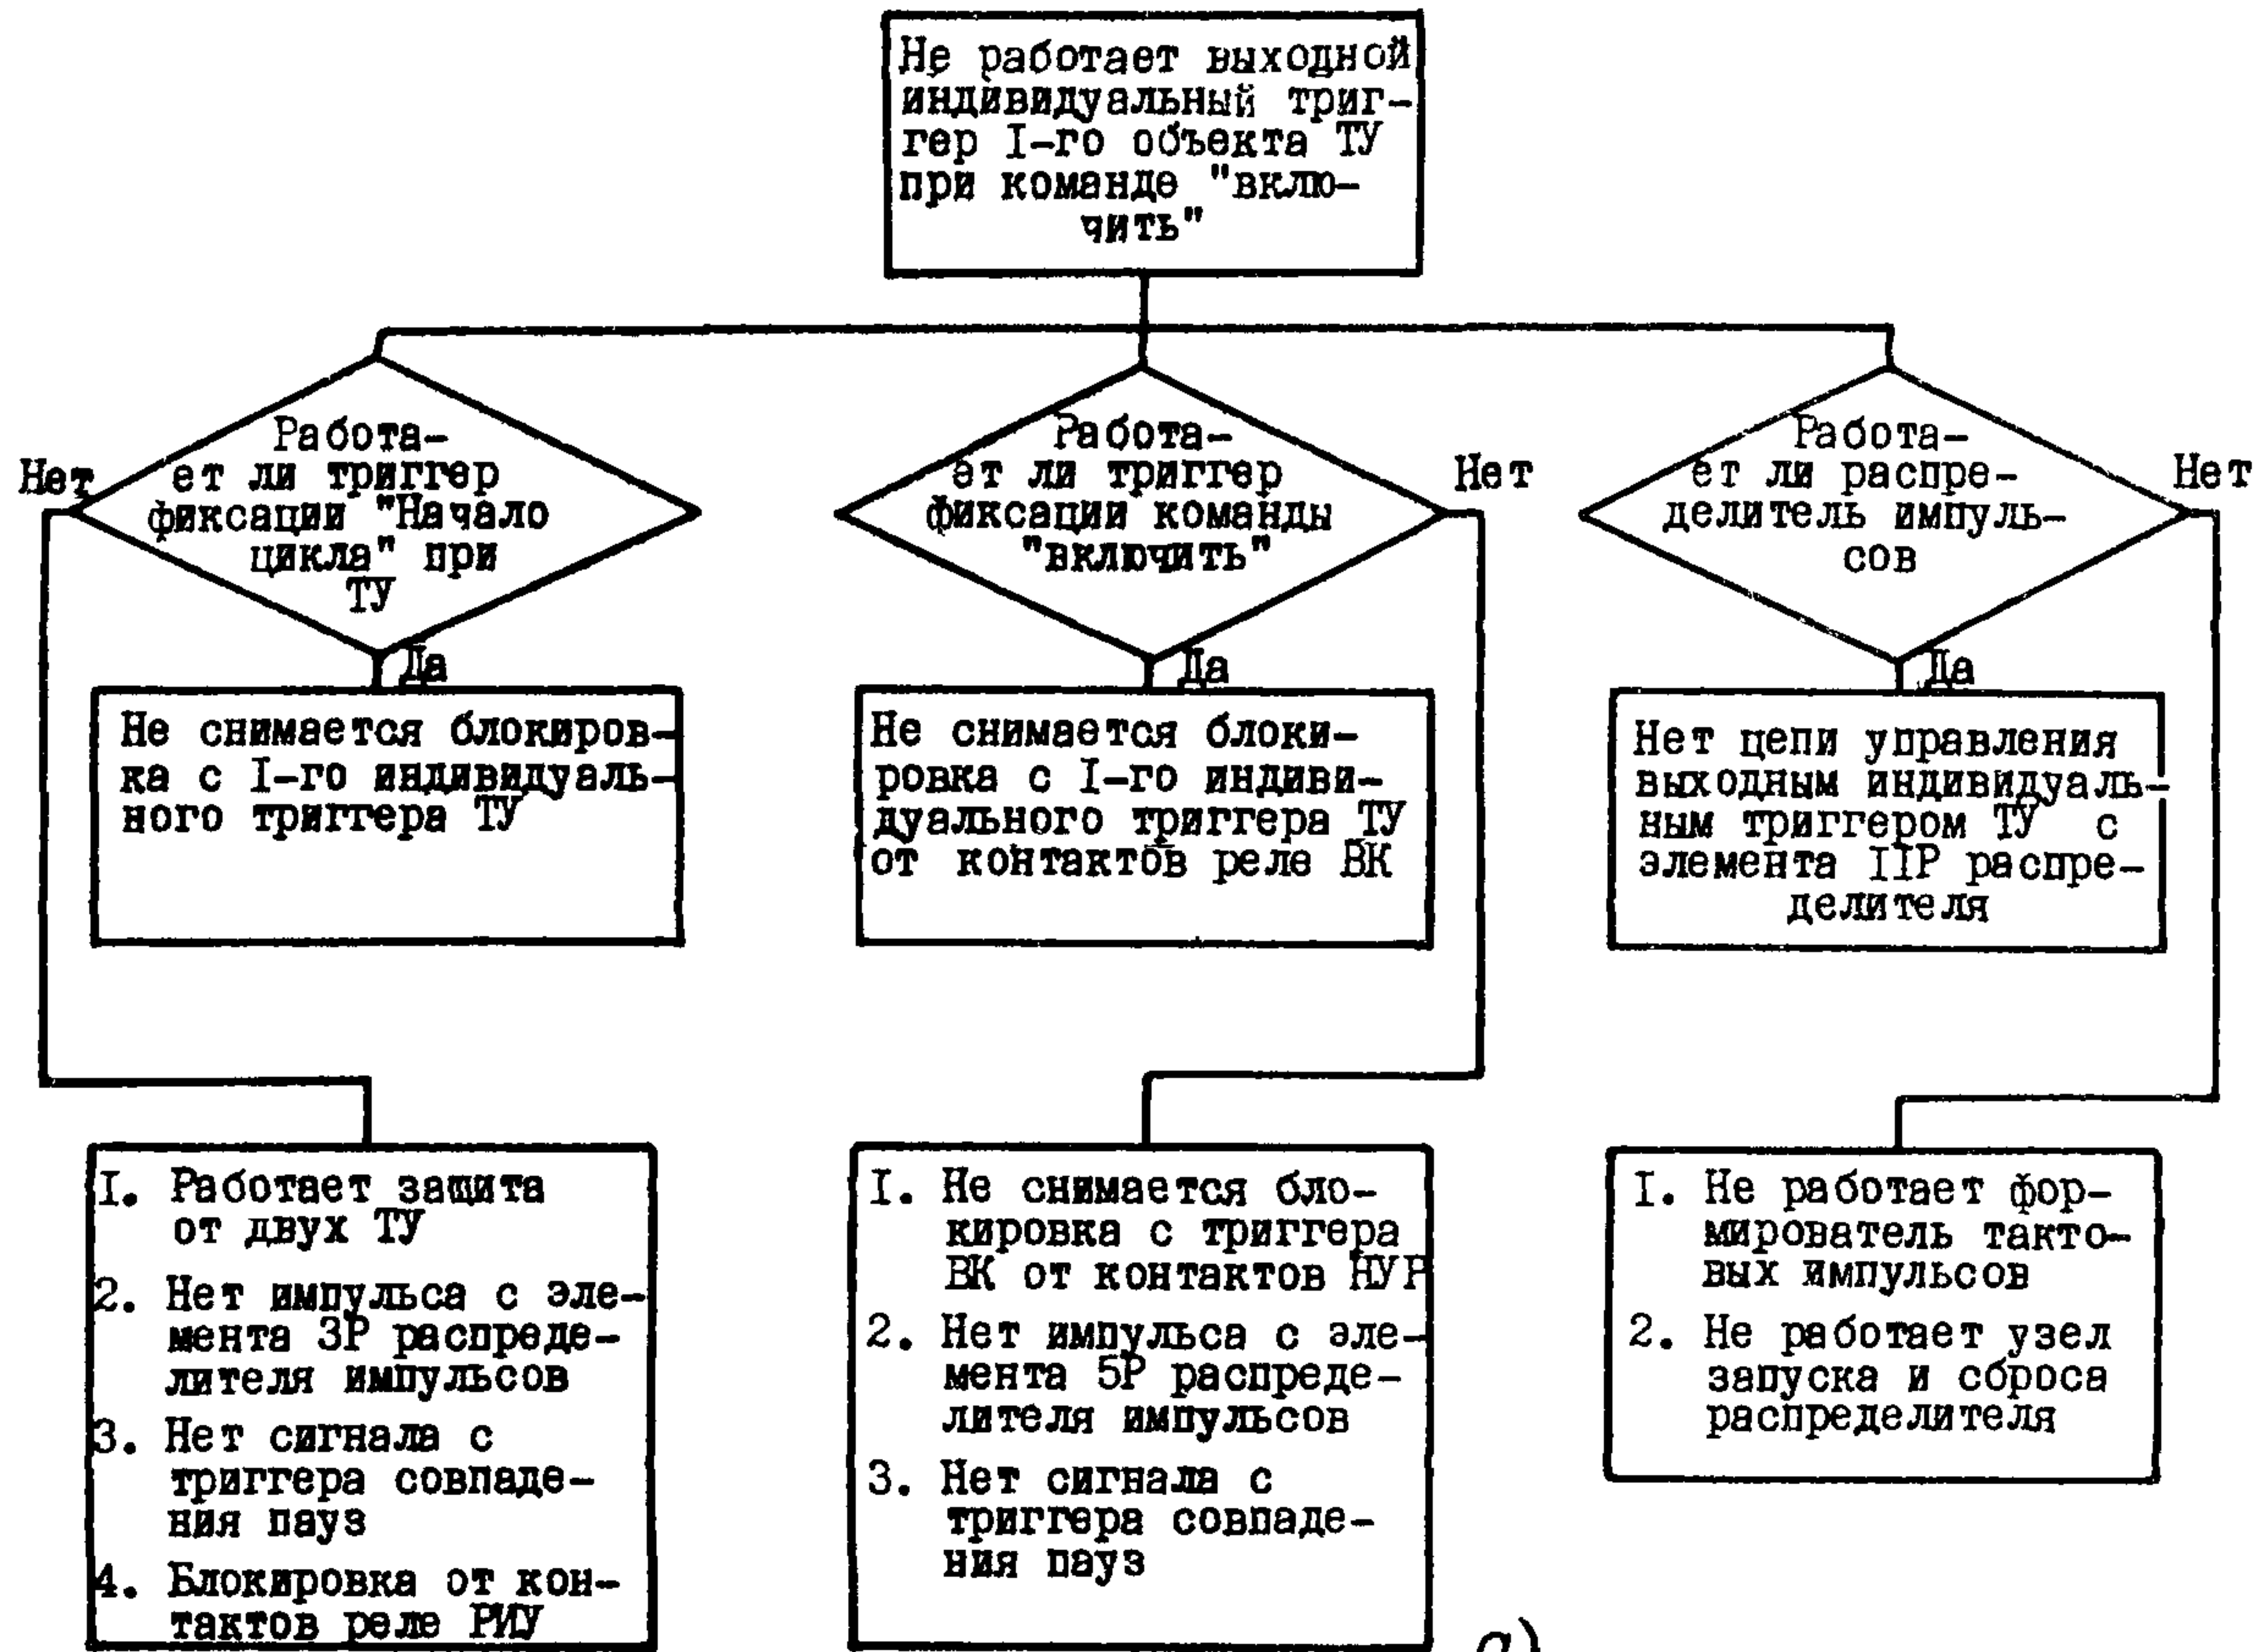 Не работает выходной
индивидуальный триг-
гер I-го объекта ТУ
при команде "вклю-
чить"
Работа-
ет ли триггер
фиксации "Начало
цикла" при
ТУ
Нет
Да
Работа-
ет ли триггер
фиксации команды
"включить"
Нет
Да
Работа-
ет ли распре-
делитель импуль-
сов
Нет
Да
Не снимается блокиров-
ка с I-го индивидуаль-
ного триггера ТУ
Не снимается блоки-
ровка с I-го индиви-
дуального триггера ТУ
от контактов реле ВК
Нет цепи управления
выходным индивидуаль-
ным триггером ТУ с
элемента IIР распре-
делителя
I. Работает защита
от двух ТУ
2. Нет импульса с эле-
мента 3Р распреде-
лителя импульсов
3. Нет сигнала с
триггера совпаде-
ния пауз
4. Блокировка от кон-
тактов реле РИУ
I. Не снимается бло-
кировка с триггера
ВК от контактов НУР
2. Нет импульса с эле-
мента 5Р распреде-
лителя импульсов
3. Нет сигнала с
триггера совпаде-
ния пауз
I. Не работает фор-
мирователь такто-
вых импульсов
2. Не работает узел
запуска и сброса
распределителя
а)